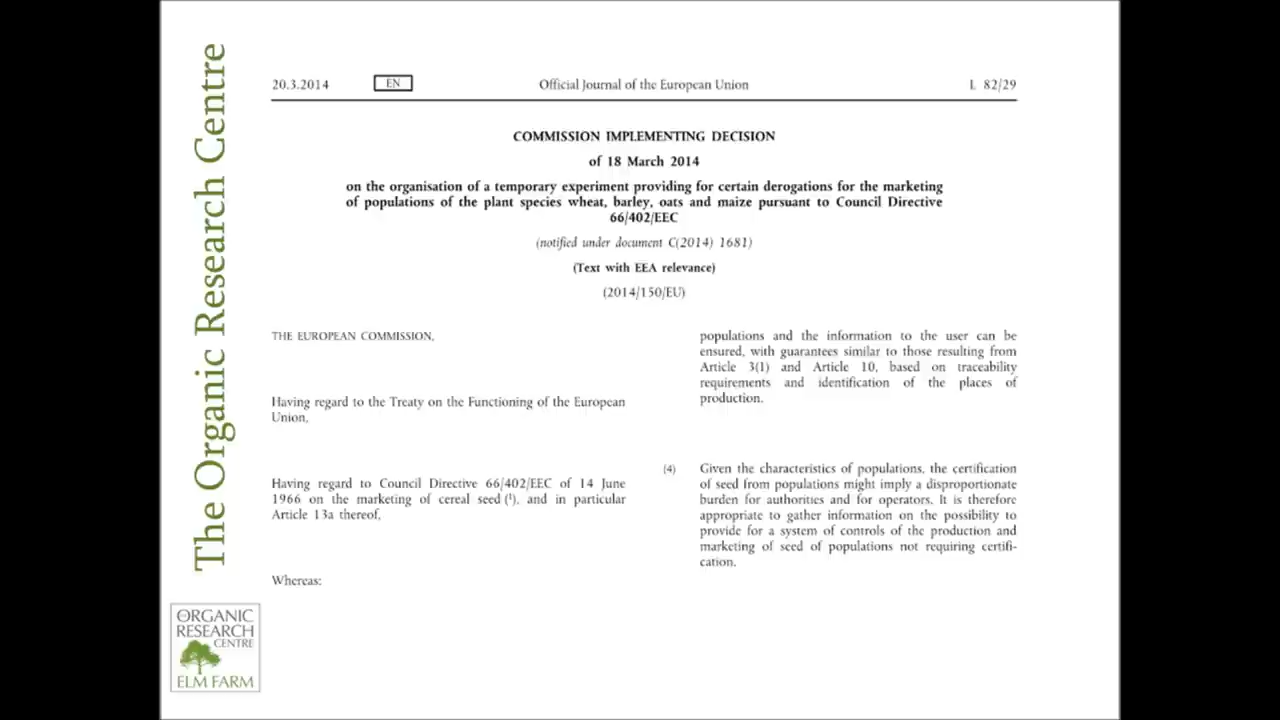 The Organic Research Centre
20.3.2014 EN Official Journal of the European Union L 82/29
COMMISSION IMPLEMENTING DECISION
of 18 March 2014
on the organisation of a temporary experiment providing for certain derogations for the marketing
of populations of the plant species wheat, barley, oats and maize pursuant to Council Directive
66/402/EEC
(notified under document C(2014) 1681)
(Text with EEA relevance)
(2014/150/EU)
THE EUROPEAN COMMISSION,
Having regard to the Treaty on the Functioning of the European
Union,
Having regard to Council Directive 66/402/EEC of 14 June
1966 on the marketing of cereal seed (¹), and in particular
Article 13a thereof,
Whereas:
populations and the information to the user can be
ensured, with guarantees similar to those resulting from
Article 3(1) and Article 10, based on traceability
requirements and identification of the places of
production.
(4) Given the characteristics of populations, the certification
of seed from populations might imply a disproportionate
burden for authorities and for operators. It is therefore
appropriate to gather information on the possibility to
provide for a system of controls of the production and
marketing of seed of populations not requiring certifi-
cation.
THE ORGANIC
RESEARCH
CENTRE
ELM FARM